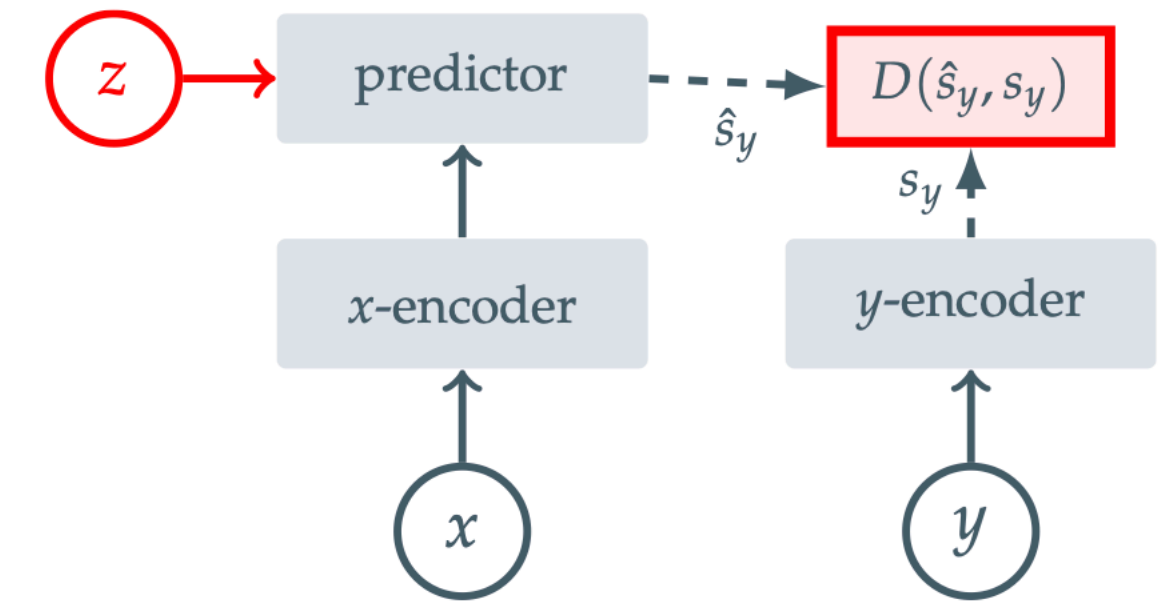 z
predictor
D(ŝ_y, s_y)
ŝ_y
s_y
x-encoder
y-encoder
x
y